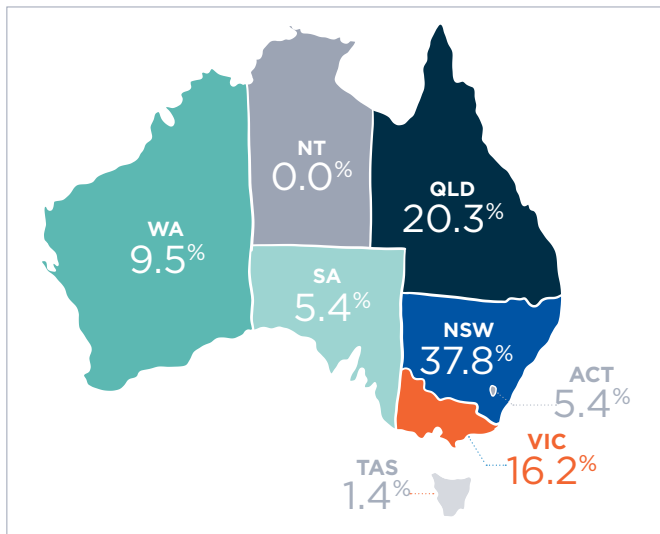 NT
0.0%
QLD
20.3%
WA
9.5%
SA
5.4%
NSW
37.8%
ACT
5.4%
VIC
16.2%
TAS
1.4%